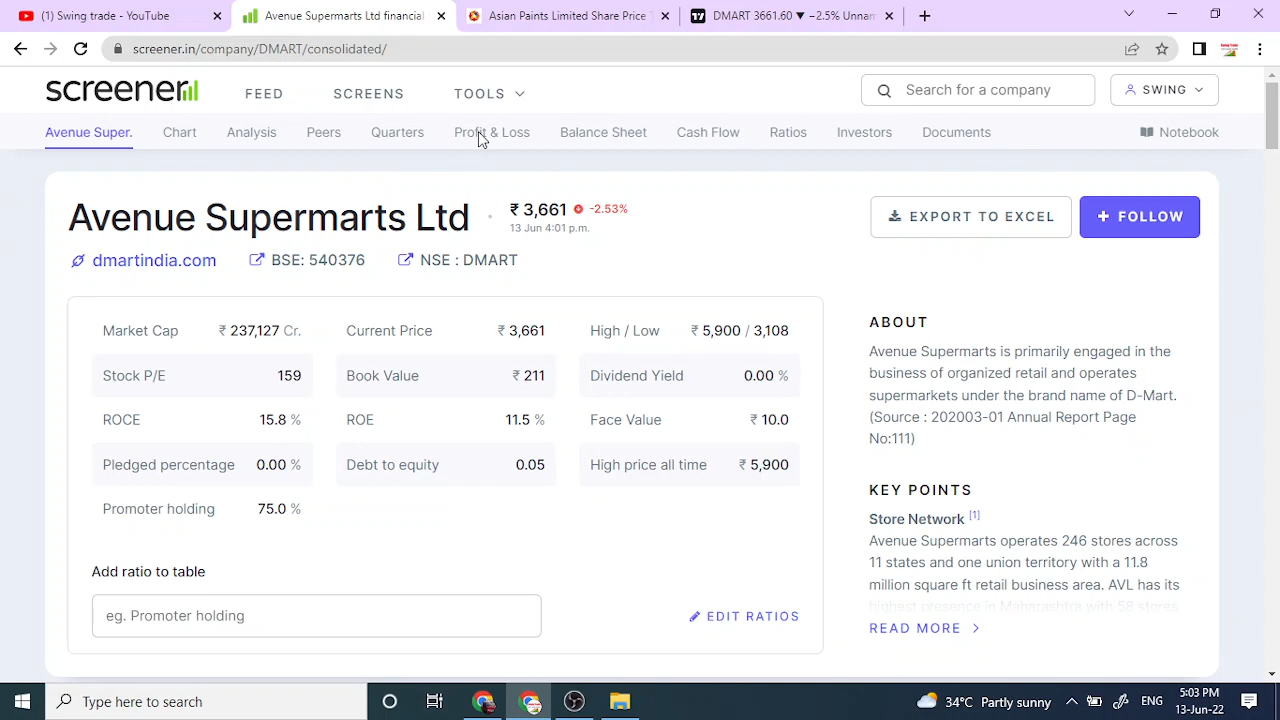 (1) Swing trade - YouTube
Avenue Supermarts Ltd financial
Asian Paints Limited Share Price T
DMART 3661.60 ▼ −2.5% Unnam
screener.in/company/DMART/consolidated/
screener
FEED
SCREENS
TOOLS
Search for a company
SWING
Avenue Super.
Chart
Analysis
Peers
Quarters
Profit & Loss
Balance Sheet
Cash Flow
Ratios
Investors
Documents
Notebook
Avenue Supermarts Ltd
₹ 3,661 -2.53%
13 Jun 4:01 p.m.
EXPORT TO EXCEL
+ FOLLOW
dmartindia.com
BSE: 540376
NSE : DMART
Market Cap ₹ 237,127 Cr.
Current Price ₹ 3,661
High / Low ₹ 5,900 / 3,108
Stock P/E 159
Book Value ₹ 211
Dividend Yield 0.00 %
ROCE 15.8 %
ROE 11.5 %
Face Value ₹ 10.0
Pledged percentage 0.00 %
Debt to equity 0.05
High price all time ₹ 5,900
Promoter holding 75.0 %
Add ratio to table
eg. Promoter holding
EDIT RATIOS
ABOUT
Avenue Supermarts is primarily engaged in the
business of organized retail and operates
supermarkets under the brand name of D-Mart.
(Source : 202003-01 Annual Report Page
No:111)
KEY POINTS
Store Network [1]
Avenue Supermarts operates 246 stores across
11 states and one union territory with a 11.8
million square ft retail business area. AVL has its
highest presence in Maharashtra with 58 stores
READ MORE
Type here to search
34°C Partly sunny
ENG
5:03 PM
13-Jun-22